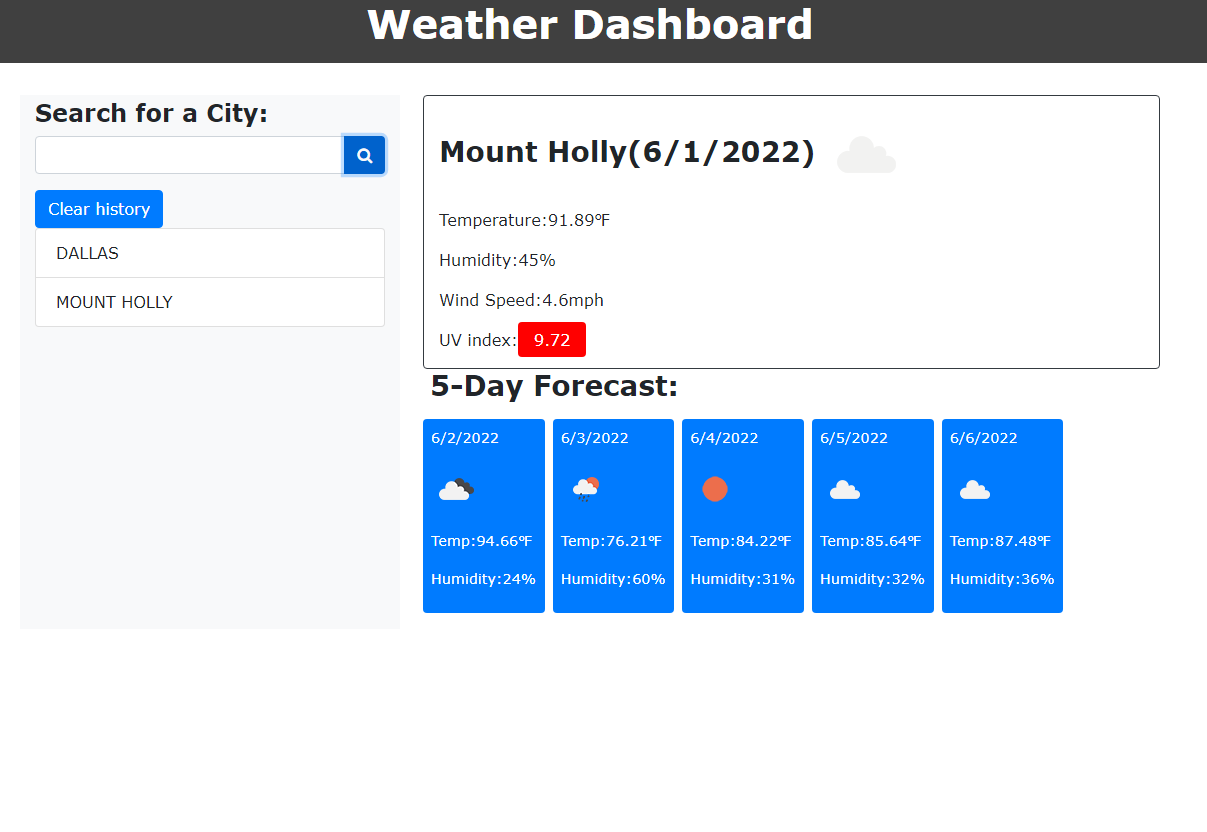 Weather Dashboard
Search for a City:
Clear history
DALLAS
MOUNT HOLLY
Mount Holly(6/1/2022)
Temperature:91.89℉
Humidity:45%
Wind Speed:4.6mph
UV index: 9.72
5-Day Forecast:
6/2/2022
Temp:94.66℉
Humidity:24%
6/3/2022
Temp:76.21℉
Humidity:60%
6/4/2022
Temp:84.22℉
Humidity:31%
6/5/2022
Temp:85.64℉
Humidity:32%
6/6/2022
Temp:87.48℉
Humidity:36%